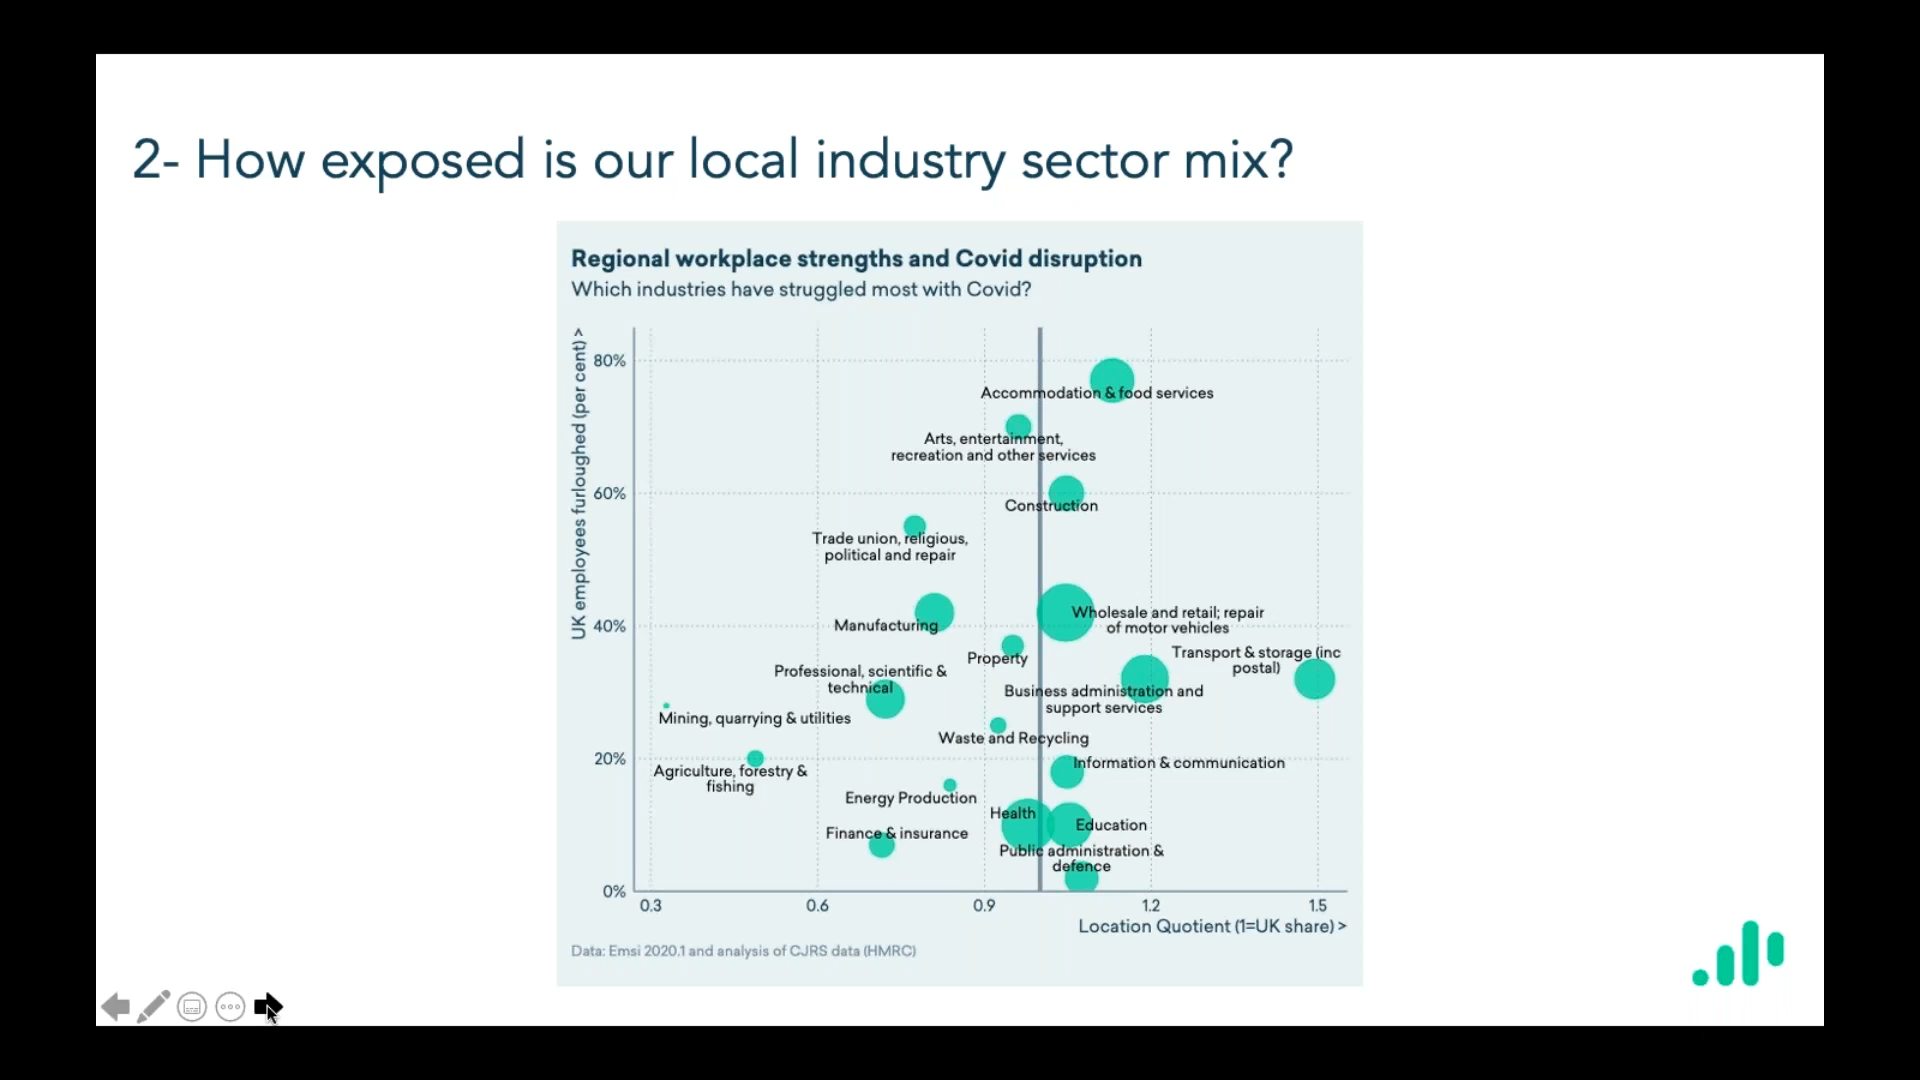 2- How exposed is our local industry sector mix?
Regional workplace strengths and Covid disruption
Which industries have struggled most with Covid?
UK employees furloughed (per cent) >
80%
60%
40%
20%
0%
Accommodation & food services
Arts, entertainment,
recreation and other services
Construction
Trade union, religious,
political and repair
Wholesale and retail; repair
of motor vehicles
Manufacturing
Property
Transport & storage (inc
postal)
Professional, scientific &
technical
Business administration and
support services
Mining, quarrying & utilities
Waste and Recycling
Information & communication
Agriculture, forestry &
fishing
Energy Production
Health
Education
Finance & insurance
Public administration &
defence
0.3
0.6
0.9
1.2
1.5
Location Quotient (1=UK share) >
Data: Emsi 2020.1 and analysis of CJRS data (HMRC)